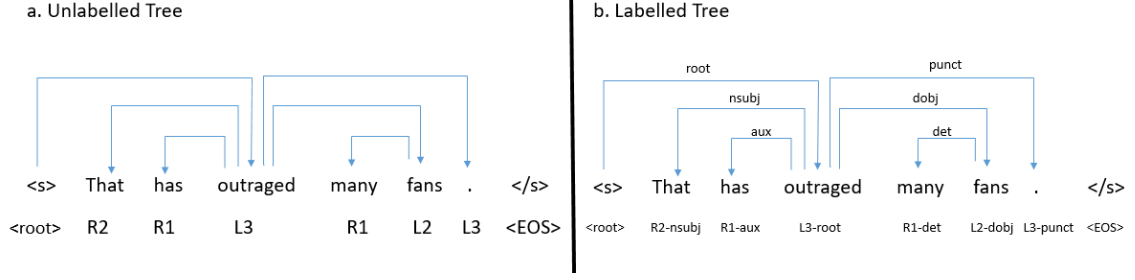 a. Unlabelled Tree
<s> That has outraged many fans . </s>
<root> R2 R1 L3 R1 L2 L3 <EOS>
b. Labelled Tree
root punct
nsubj dobj
aux det
<s> That has outraged many fans . </s>
<root> R2-nsubj R1-aux L3-root R1-det L2-dobj L3-punct <EOS>